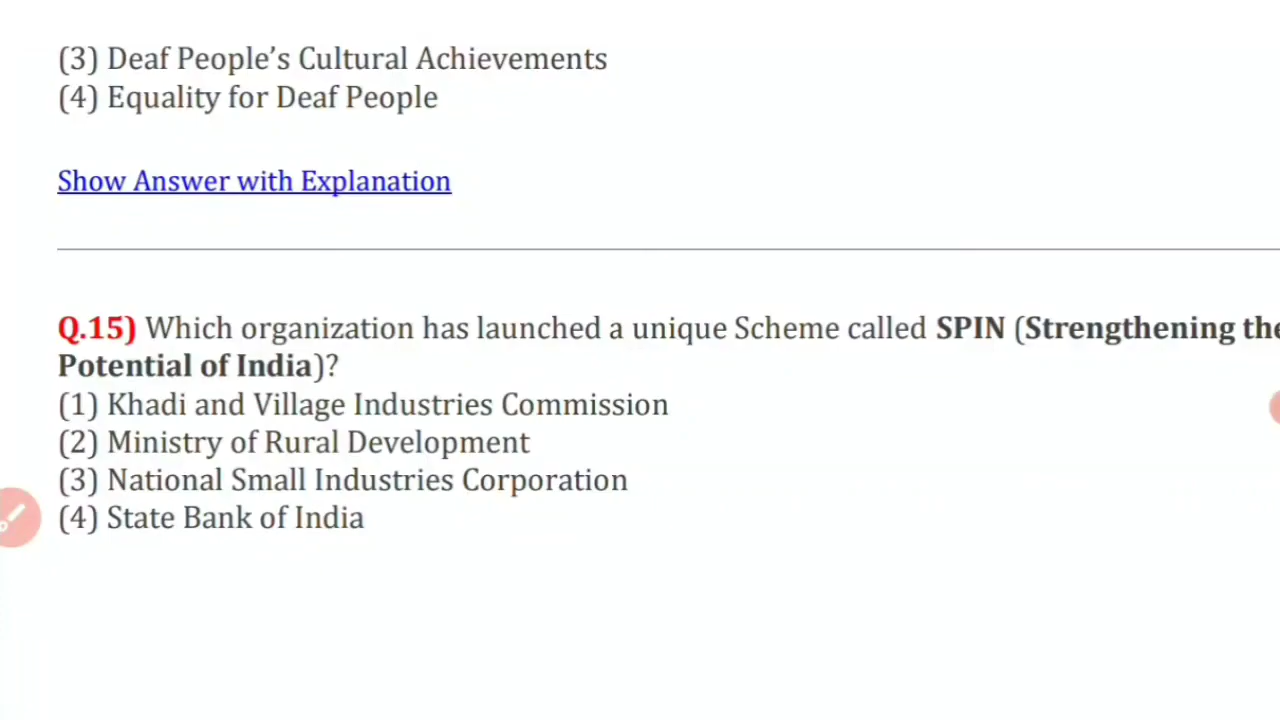 (3) Deaf People’s Cultural Achievements
(4) Equality for Deaf People
Show Answer with Explanation
Q.15) Which organization has launched a unique Scheme called SPIN (Strengthening the
Potential of India)?
(1) Khadi and Village Industries Commission
(2) Ministry of Rural Development
(3) National Small Industries Corporation
(4) State Bank of India